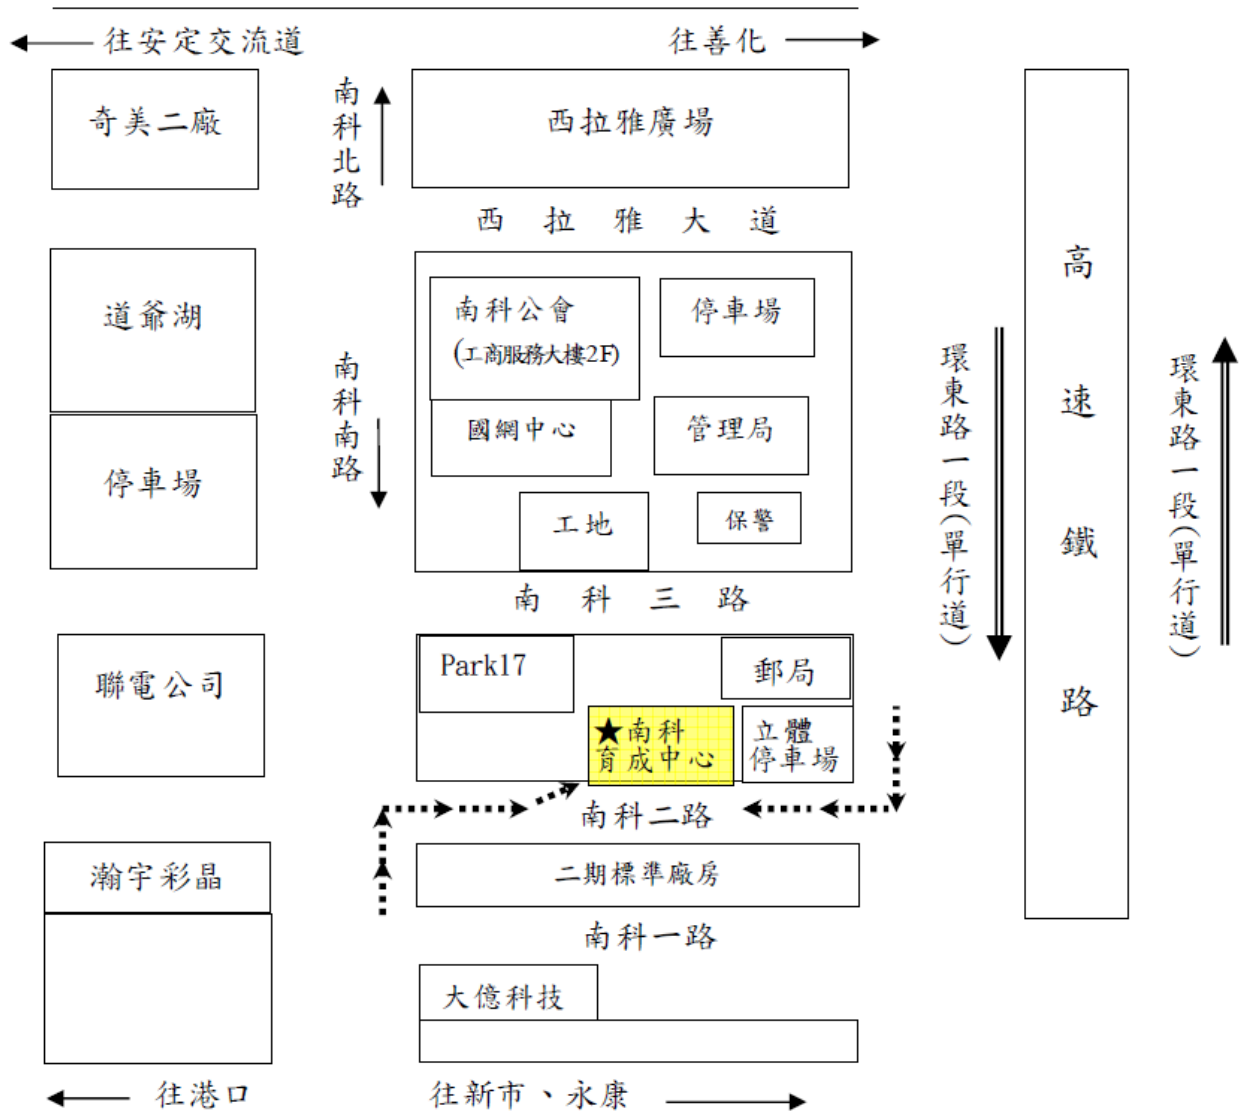 往安定交流道
往善化
奇美二廠
南科北路
西拉雅廣場
西拉雅大道
道爺湖
南科公會
(工商服務大樓2F)
停車場
南科南路
國網中心
管理局
停車場
工地
保警
南科三路
環東路一段(單行道)
高速鐵路
環東路一段(單行道)
聯電公司
Park17
郵局
★南科
育成中心
立體
停車場
南科二路
瀚宇彩晶
二期標準廠房
南科一路
大億科技
往港口
往新市、永康